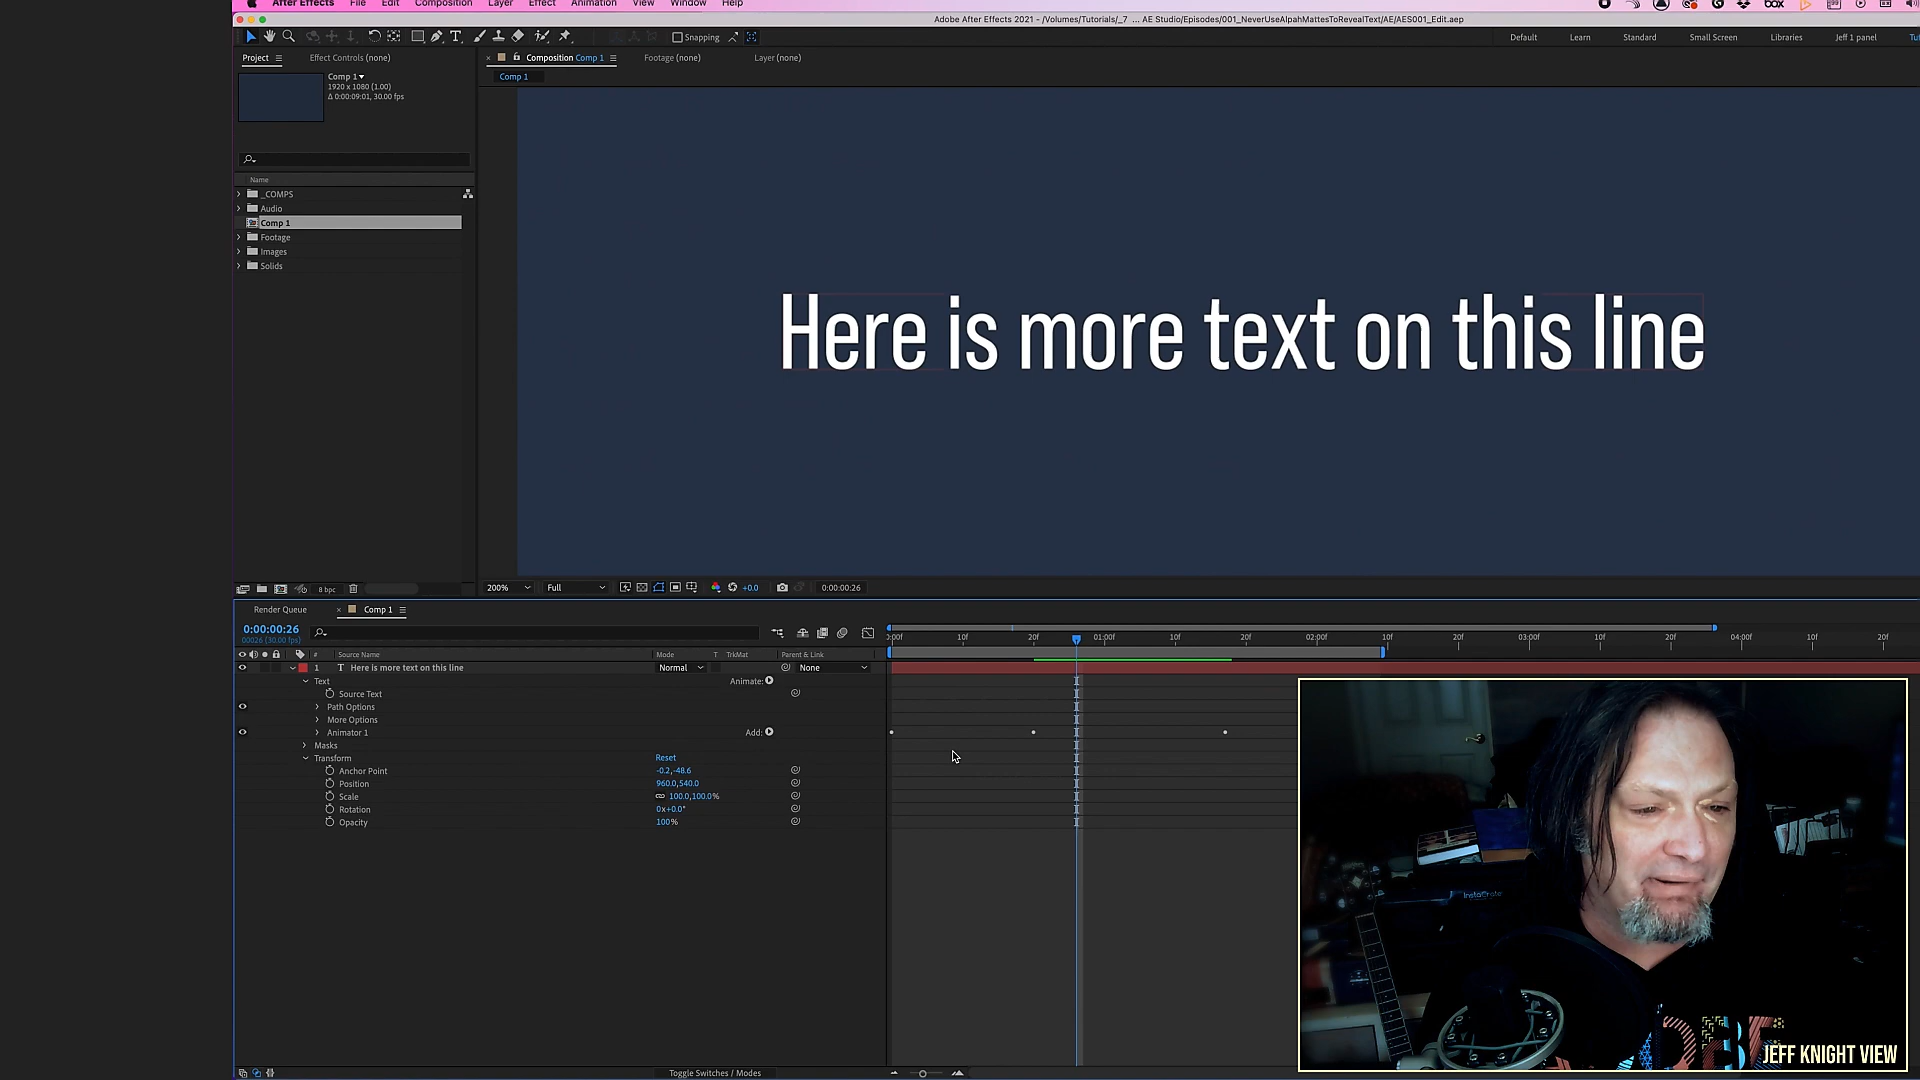 After Effects File Edit Composition Layer Effect Animation View Window Help
Adobe After Effects 2021 - /Volumes/Tutorials/_7 ... AE Studio/Episodes/001_NeverUseAlpahMattesToRevealText/AE/AES001_Edit.aep
Snapping Default Learn Standard Small Screen Libraries Jeff 1 panel
Project Effect Controls (none) Composition Comp 1 Footage (none) Layer (none)
Comp 1
1920 x 1080 (1.00)
Δ 0:00:09:01, 30.00 fps
Comp 1
Name
_COMPS
Audio
Comp 1
Footage
Images
Solids
Here is more text on this line
8 bpc 200% Full +0.0 0:00:00:26
Render Queue Comp 1
0:00:00:26
00026 (30.00 fps)
0:00f 10f 20f 01:00f 10f 20f 02:00f 10f 20f 03:00f 10f 20f 04:00f 10f 20f
# Source Name Mode T TrkMat Parent & Link
1 T Here is more text on this line Normal None
Text Animate:
Source Text
Path Options
More Options
Animator 1 Add:
Masks
Transform Reset
Anchor Point -0.2,-48.6
Position 960.0,540.0
Scale 100.0,100.0%
Rotation 0x+0.0°
Opacity 100%
InstaCrate
JEFF KNIGHT VIEW
Toggle Switches / Modes